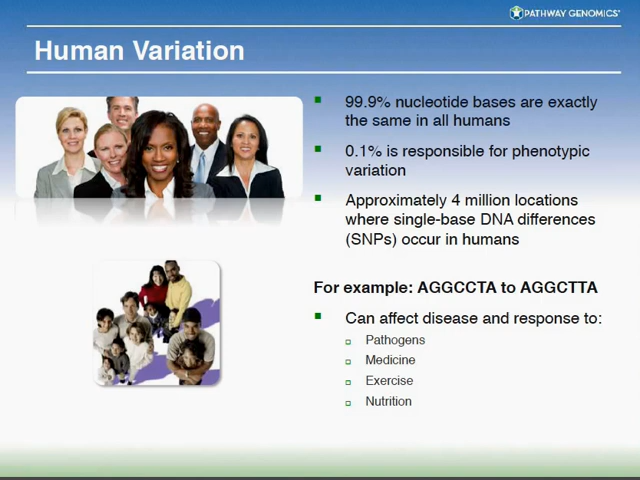 PATHWAY GENOMICS®
Human Variation
99.9% nucleotide bases are exactly
the same in all humans
0.1% is responsible for phenotypic
variation
Approximately 4 million locations
where single-base DNA differences
(SNPs) occur in humans
For example: AGGCCTA to AGGCTTA
Can affect disease and response to:
Pathogens
Medicine
Exercise
Nutrition